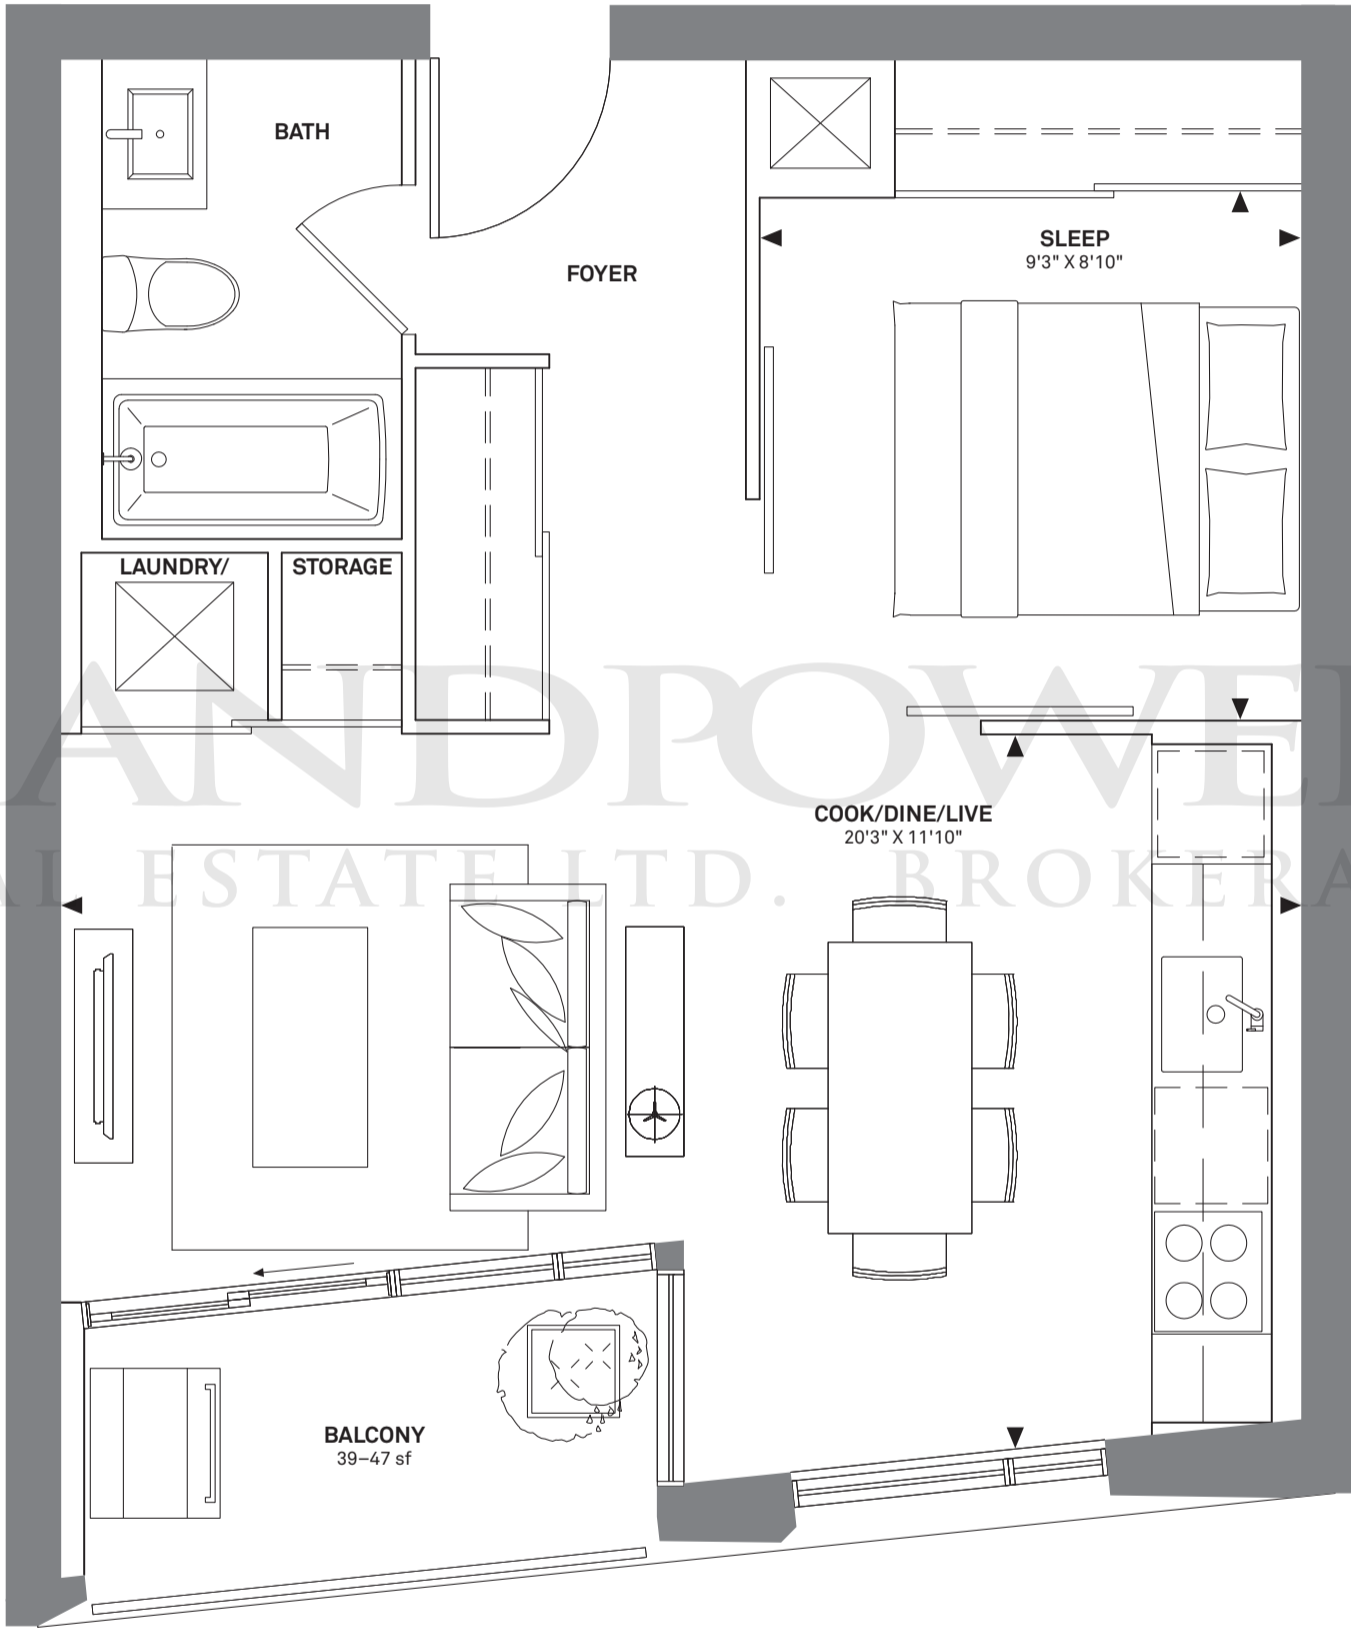 BATH
FOYER
SLEEP
9'3" X 8'10"
LAUNDRY/ STORAGE
COOK/DINE/LIVE
20'3" X 11'10"
BALCONY
39–47 sf
ANDPOWE
ESTATE LTD. BROKERA